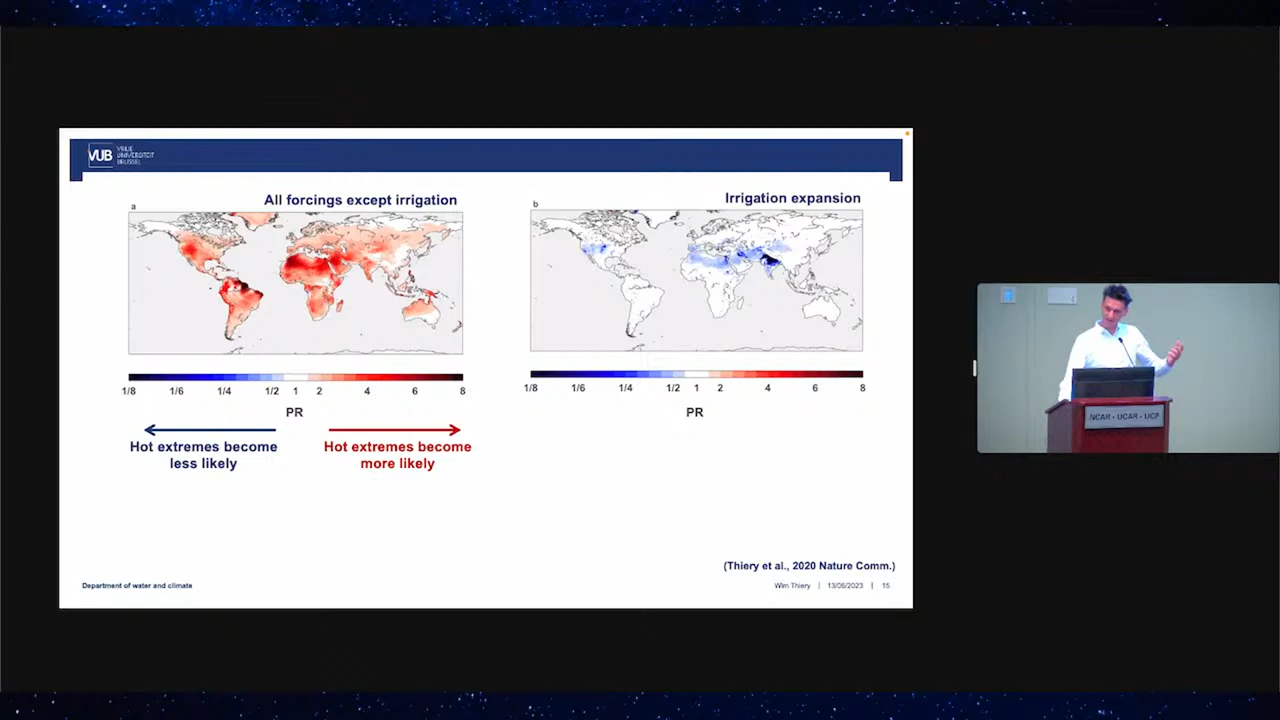 VUB
VRIJE
UNIVERSITEIT
BRUSSEL
a
All forcings except irrigation
b
Irrigation expansion
1/8 1/6 1/4 1/2 1 2 4 6 8
PR
1/8 1/6 1/4 1/2 1 2 4 6 8
PR
Hot extremes become
less likely
Hot extremes become
more likely
(Thiery et al., 2020 Nature Comm.)
Department of water and climate
Wim Thiery | 13/06/2023 | 15
NCAR • UCAR • UCP